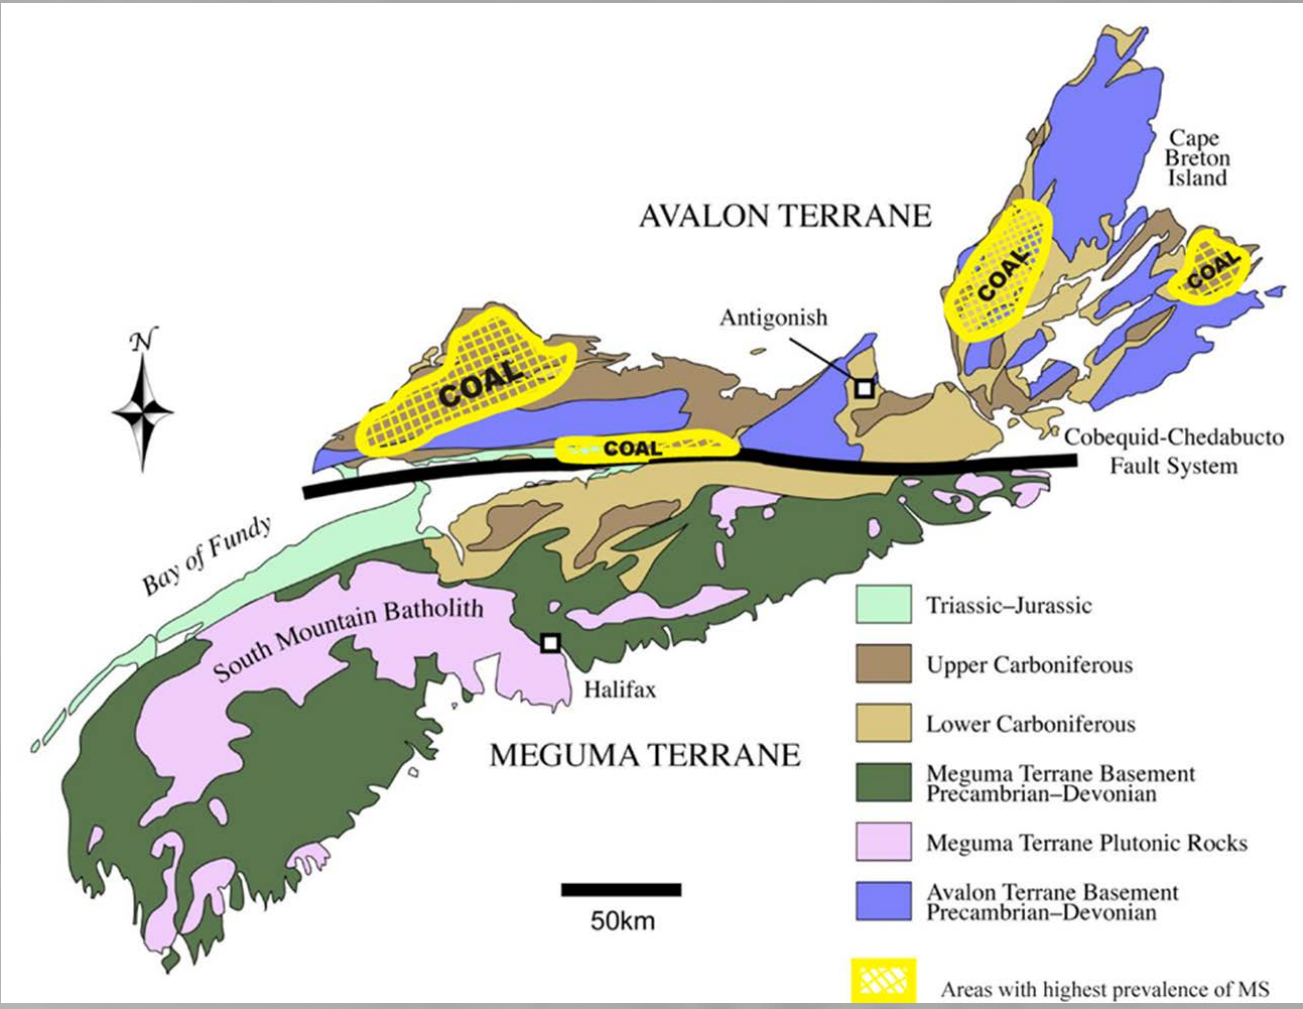 Cape
Breton
Island
AVALON TERRANE
COAL
COAL
Antigonish
N
COAL
COAL
Cobequid-Chedabucto
Fault System
Bay of Fundy
South Mountain Batholith
Halifax
MEGUMA TERRANE
50km
Triassic–Jurassic
Upper Carboniferous
Lower Carboniferous
Meguma Terrane Basement
Precambrian–Devonian
Meguma Terrane Plutonic Rocks
Avalon Terrane Basement
Precambrian–Devonian
Areas with highest prevalence of MS